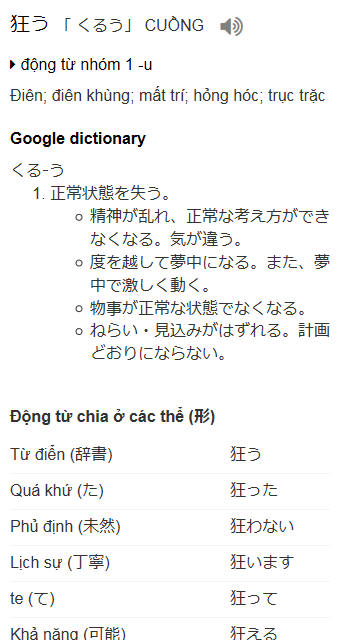 狂う 「 くるう」 CUỒNG
động từ nhóm 1 -u
Điên; điên khùng; mất trí; hỏng hóc; trục trặc
Google dictionary
くる‐う
1. 正常状態を失う。
精神が乱れ、正常な考え方ができ
なくなる。気が違う。
度を越して夢中になる。また、夢
中で激しく動く。
物事が正常な状態でなくなる。
ねらい・見込みがはずれる。計画
どおりにならない。
Động từ chia ở các thể (形)
Từ điển (辞書) 狂う
Quá khứ (た) 狂った
Phủ định (未然) 狂わない
Lịch sự (丁寧) 狂います
te (て) 狂って
Khả năng (可能) 狂える